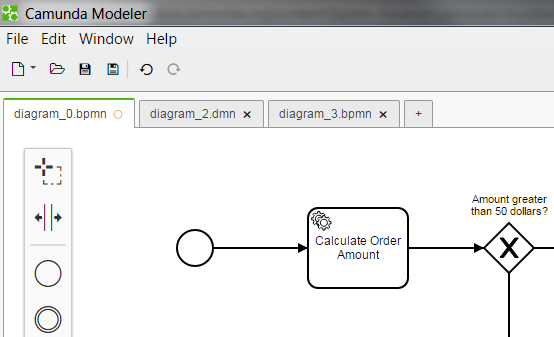 Camunda Modeler
File Edit Window Help
diagram_0.bpmn diagram_2.dmn × diagram_3.bpmn × +
Amount greater
than 50 dollars?
Calculate Order
Amount
X